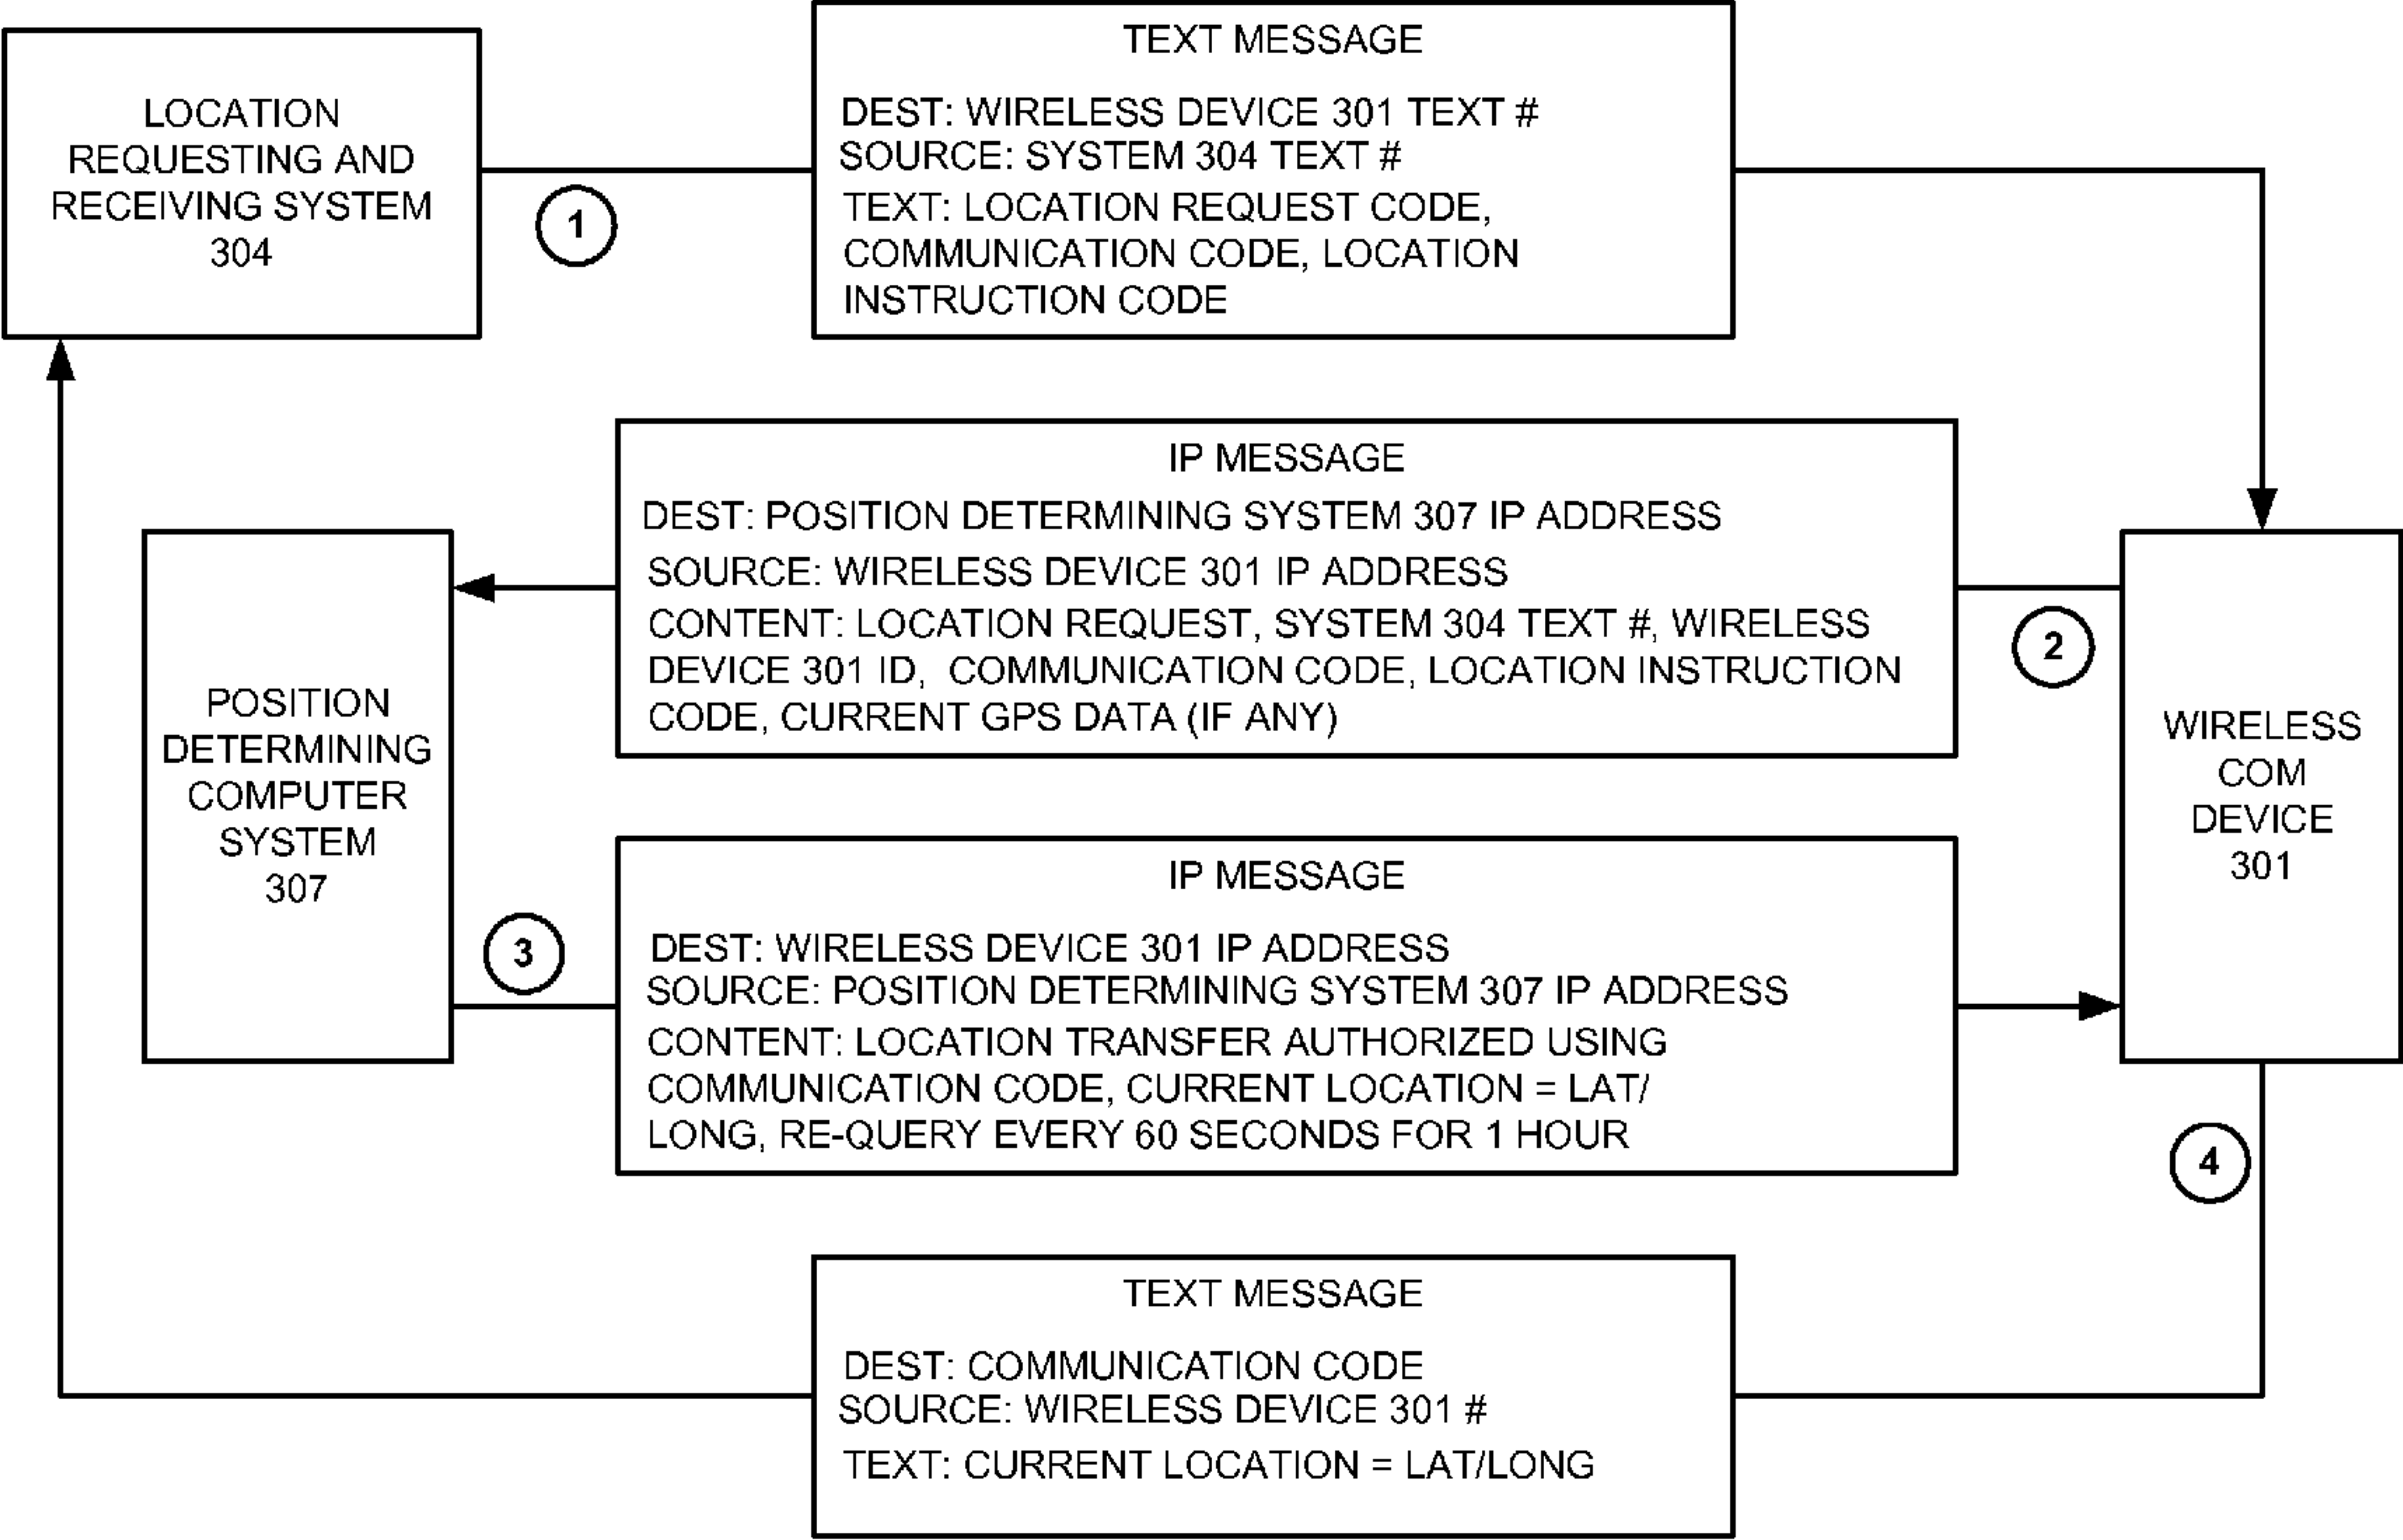 LOCATION
REQUESTING AND
RECEIVING SYSTEM
304
1
TEXT MESSAGE
DEST: WIRELESS DEVICE 301 TEXT #
SOURCE: SYSTEM 304 TEXT #
TEXT: LOCATION REQUEST CODE,
COMMUNICATION CODE, LOCATION
INSTRUCTION CODE
IP MESSAGE
DEST: POSITION DETERMINING SYSTEM 307 IP ADDRESS
SOURCE: WIRELESS DEVICE 301 IP ADDRESS
CONTENT: LOCATION REQUEST, SYSTEM 304 TEXT #, WIRELESS
DEVICE 301 ID, COMMUNICATION CODE, LOCATION INSTRUCTION
CODE, CURRENT GPS DATA (IF ANY)
2
POSITION
DETERMINING
COMPUTER
SYSTEM
307
WIRELESS
COM
DEVICE
301
3
IP MESSAGE
DEST: WIRELESS DEVICE 301 IP ADDRESS
SOURCE: POSITION DETERMINING SYSTEM 307 IP ADDRESS
CONTENT: LOCATION TRANSFER AUTHORIZED USING
COMMUNICATION CODE, CURRENT LOCATION = LAT/
LONG, RE-QUERY EVERY 60 SECONDS FOR 1 HOUR
4
TEXT MESSAGE
DEST: COMMUNICATION CODE
SOURCE: WIRELESS DEVICE 301 #
TEXT: CURRENT LOCATION = LAT/LONG